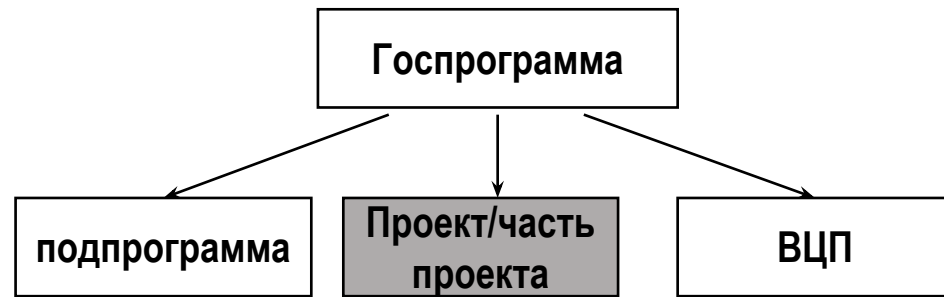 Госпрограмма
подпрограмма
Проект/часть
проекта
ВЦП